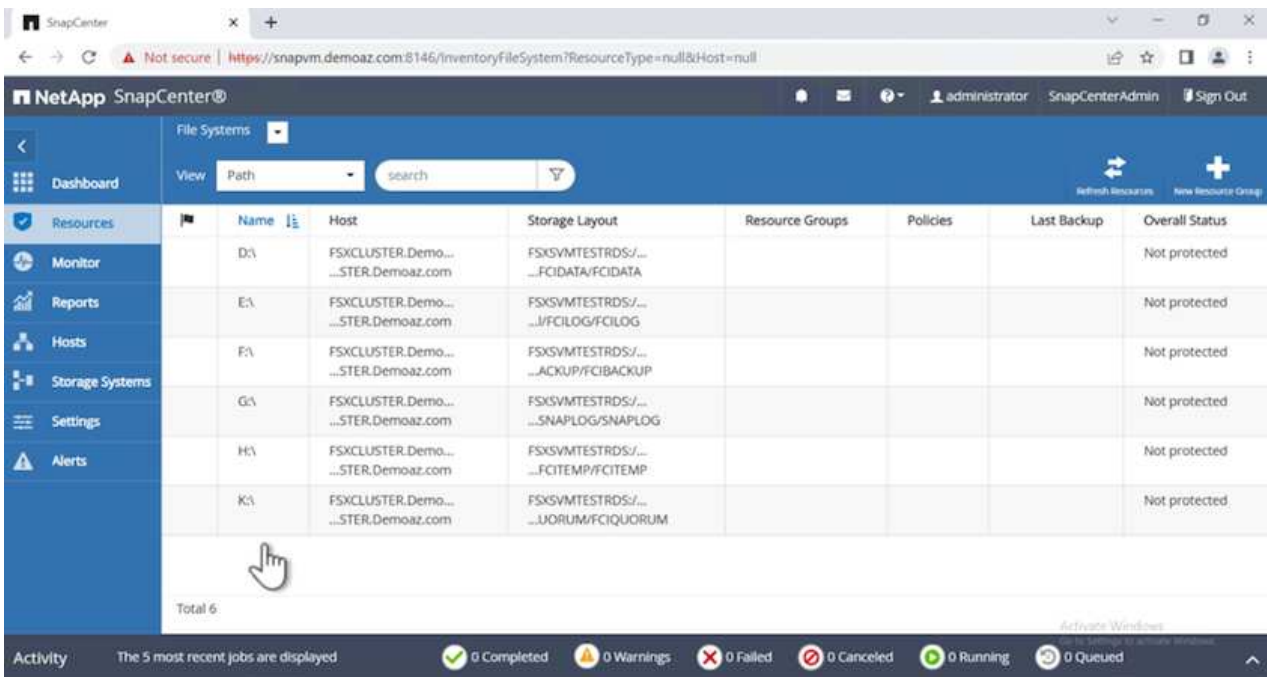 SnapCenter
Not secure | https://snapvm.demoaz.com:8146/InventoryFileSystem?ResourceType=null&Host=null
NetApp SnapCenter®
administrator SnapCenterAdmin Sign Out
File Systems
Dashboard
View Path search
Refresh Resources New Resource Group
Resources
Name Host Storage Layout Resource Groups Policies Last Backup Overall Status
Monitor
D:\ FSXCLUSTER.Demo... FSXSVMTESTRDS:/... Not protected
...STER.Demoaz.com ...FCIDATA/FCIDATA
Reports
E:\ FSXCLUSTER.Demo... FSXSVMTESTRDS:/... Not protected
...STER.Demoaz.com ...l/FCILOG/FCILOG
Hosts
F:\ FSXCLUSTER.Demo... FSXSVMTESTRDS:/... Not protected
...STER.Demoaz.com ...ACKUP/FCIBACKUP
Storage Systems
G:\ FSXCLUSTER.Demo... FSXSVMTESTRDS:/... Not protected
...STER.Demoaz.com ...SNAPLOG/SNAPLOG
Settings
H:\ FSXCLUSTER.Demo... FSXSVMTESTRDS:/... Not protected
...STER.Demoaz.com ...FCITEMP/FCITEMP
Alerts
K:\ FSXCLUSTER.Demo... FSXSVMTESTRDS:/... Not protected
...STER.Demoaz.com ...UORUM/FCIQUORUM
Total 6
Activate Windows
Go to Settings to activate Windows.
Activity The 5 most recent jobs are displayed 0 Completed 0 Warnings 0 Failed 0 Canceled 0 Running 0 Queued